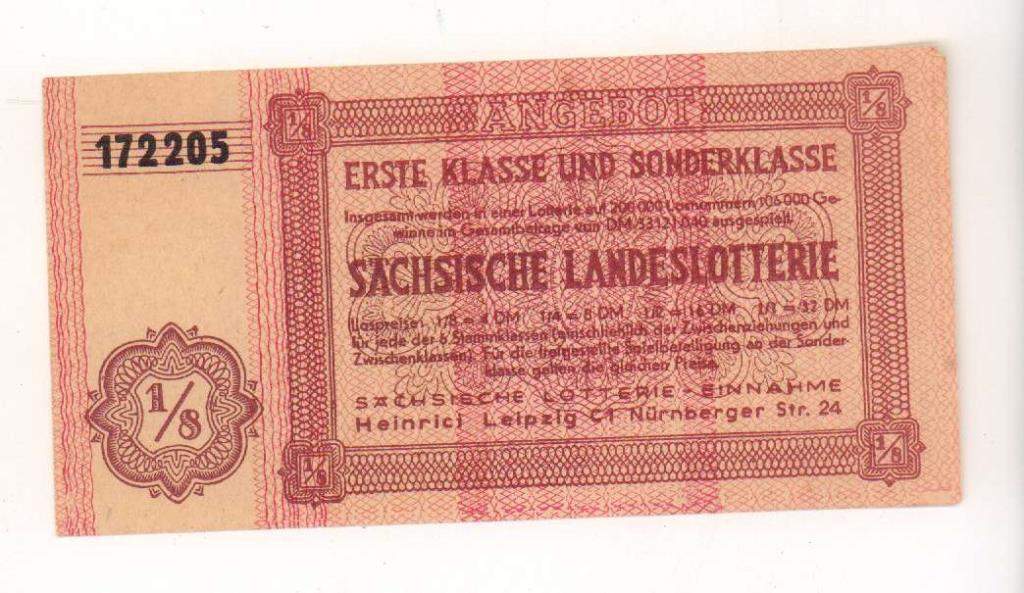 172205
1/8
1/8
ANGEBOT
1/8
ERSTE KLASSE UND SONDERKLASSE
Insgesamt werden in einer Lotterie auf 200 000 Losnummern 106 000 Ge-
winne im Gesamtbetrage von DM ausgespielt.
SÄCHSISCHE LANDESLOTTERIE
(Lospreise: 1/8 = 4 DM 1/4 = 8 DM 1/2 = 16 DM 1/1 = 32 DM
für jede der 6 Stammklassen (einschließlich der Zwischenziehungen und
Zwischenklassen). Für die freigestellte Spielbeteiligung an der Sonder-
klasse gelten die gleichen Preise.
SÄCHSISCHE LOTTERIE-EINNAHME
Heinrici Leipzig C1 Nürnberger Str. 24
1/8
1/8